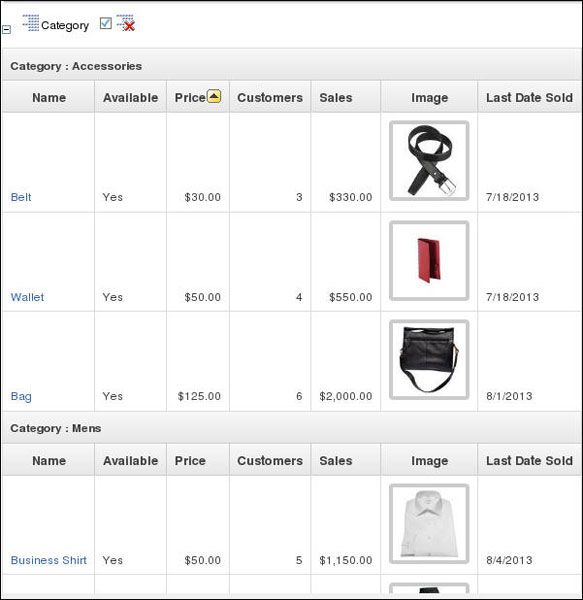 Category
Category : Accessories
Name Available Price Customers Sales Image Last Date Sold
Belt Yes $30.00 3 $330.00 7/18/2013
Wallet Yes $50.00 4 $550.00 7/18/2013
Bag Yes $125.00 6 $2,000.00 8/1/2013
Category : Mens
Name Available Price Customers Sales Image Last Date Sold
Business Shirt Yes $50.00 5 $1,150.00 8/4/2013